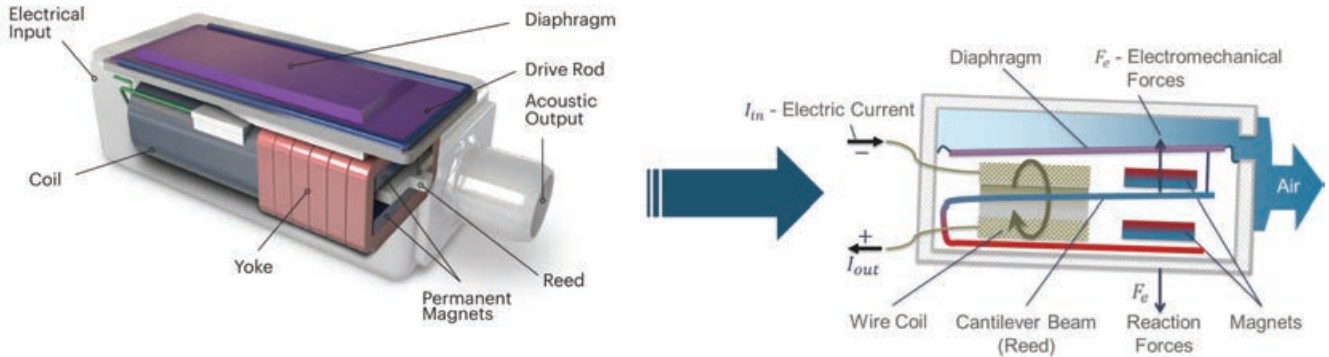 Electrical
Input
Diaphragm
Drive Rod
Acoustic
Output
Coil
Yoke
Permanent
Magnets
Reed
Diaphragm
F_e - Electromechanical
Forces
I_in - Electric Current
−
Air
+
I_out
F_e
Wire Coil
Cantilever Beam
(Reed)
Reaction
Forces
Magnets